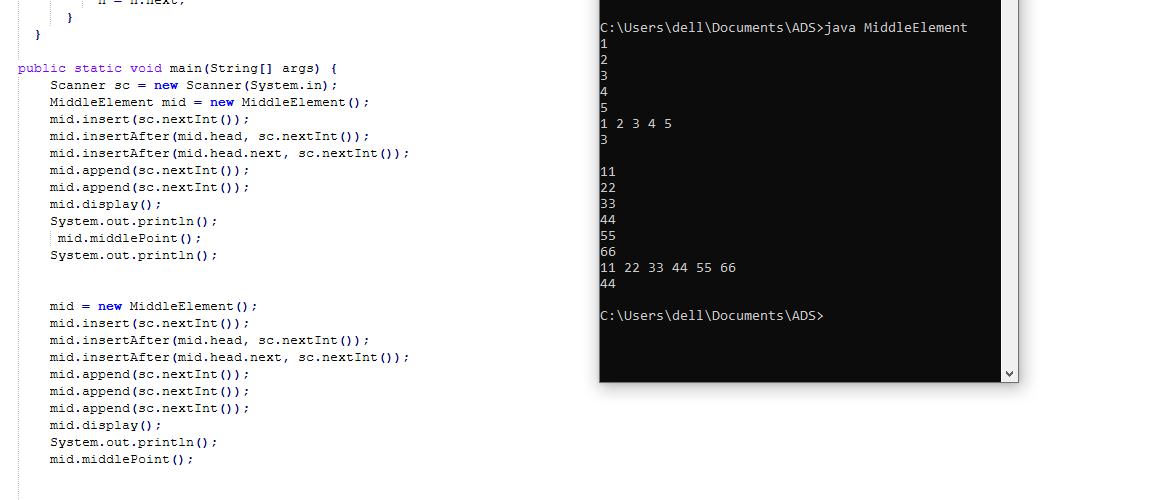 n = n.next;
}
}
public static void main(String[] args) {
Scanner sc = new Scanner(System.in);
MiddleElement mid = new MiddleElement();
mid.insert(sc.nextInt());
mid.insertAfter(mid.head, sc.nextInt());
mid.insertAfter(mid.head.next, sc.nextInt());
mid.append(sc.nextInt());
mid.append(sc.nextInt());
mid.display();
System.out.println();
mid.middlePoint();
System.out.println();
mid = new MiddleElement();
mid.insert(sc.nextInt());
mid.insertAfter(mid.head, sc.nextInt());
mid.insertAfter(mid.head.next, sc.nextInt());
mid.append(sc.nextInt());
mid.append(sc.nextInt());
mid.append(sc.nextInt());
mid.display();
System.out.println();
mid.middlePoint();
C:\Users\dell\Documents\ADS>java MiddleElement
1
2
3
4
5
1 2 3 4 5
3
11
22
33
44
55
66
11 22 33 44 55 66
44
C:\Users\dell\Documents\ADS>